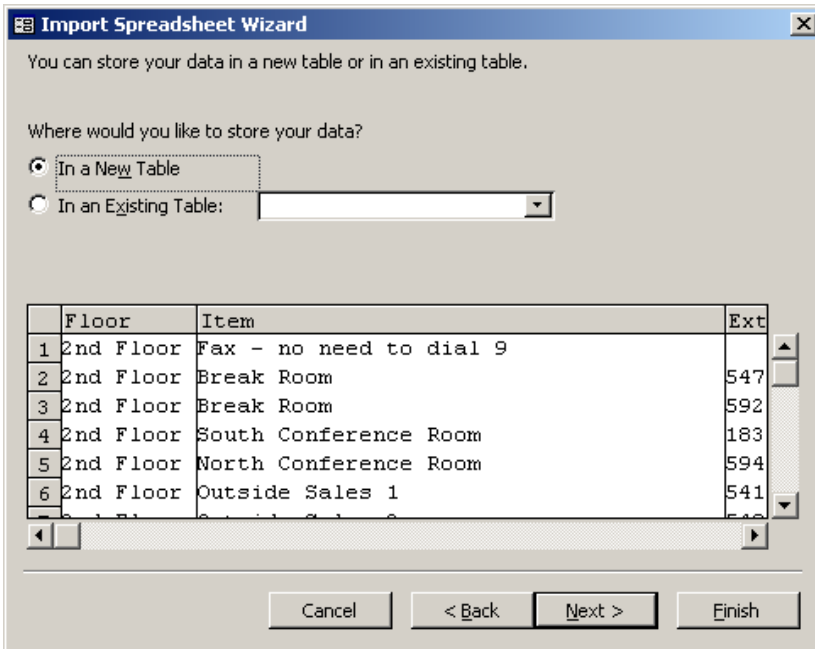 Import Spreadsheet Wizard
You can store your data in a new table or in an existing table.
Where would you like to store your data?
In a New Table
In an Existing Table:
Floor Item Ext
1 2nd Floor Fax - no need to dial 9
2 2nd Floor Break Room 547
3 2nd Floor Break Room 592
4 2nd Floor South Conference Room 183
5 2nd Floor North Conference Room 594
6 2nd Floor Outside Sales 1 541
Cancel < Back Next > Finish